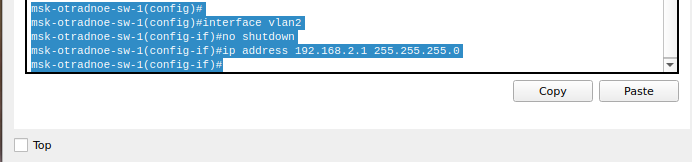 msk-otradnoe-sw-1(config)#
msk-otradnoe-sw-1(config)#interface vlan2
msk-otradnoe-sw-1(config-if)#no shutdown
msk-otradnoe-sw-1(config-if)#ip address 192.168.2.1 255.255.255.0
msk-otradnoe-sw-1(config-if)#
Copy Paste
Top